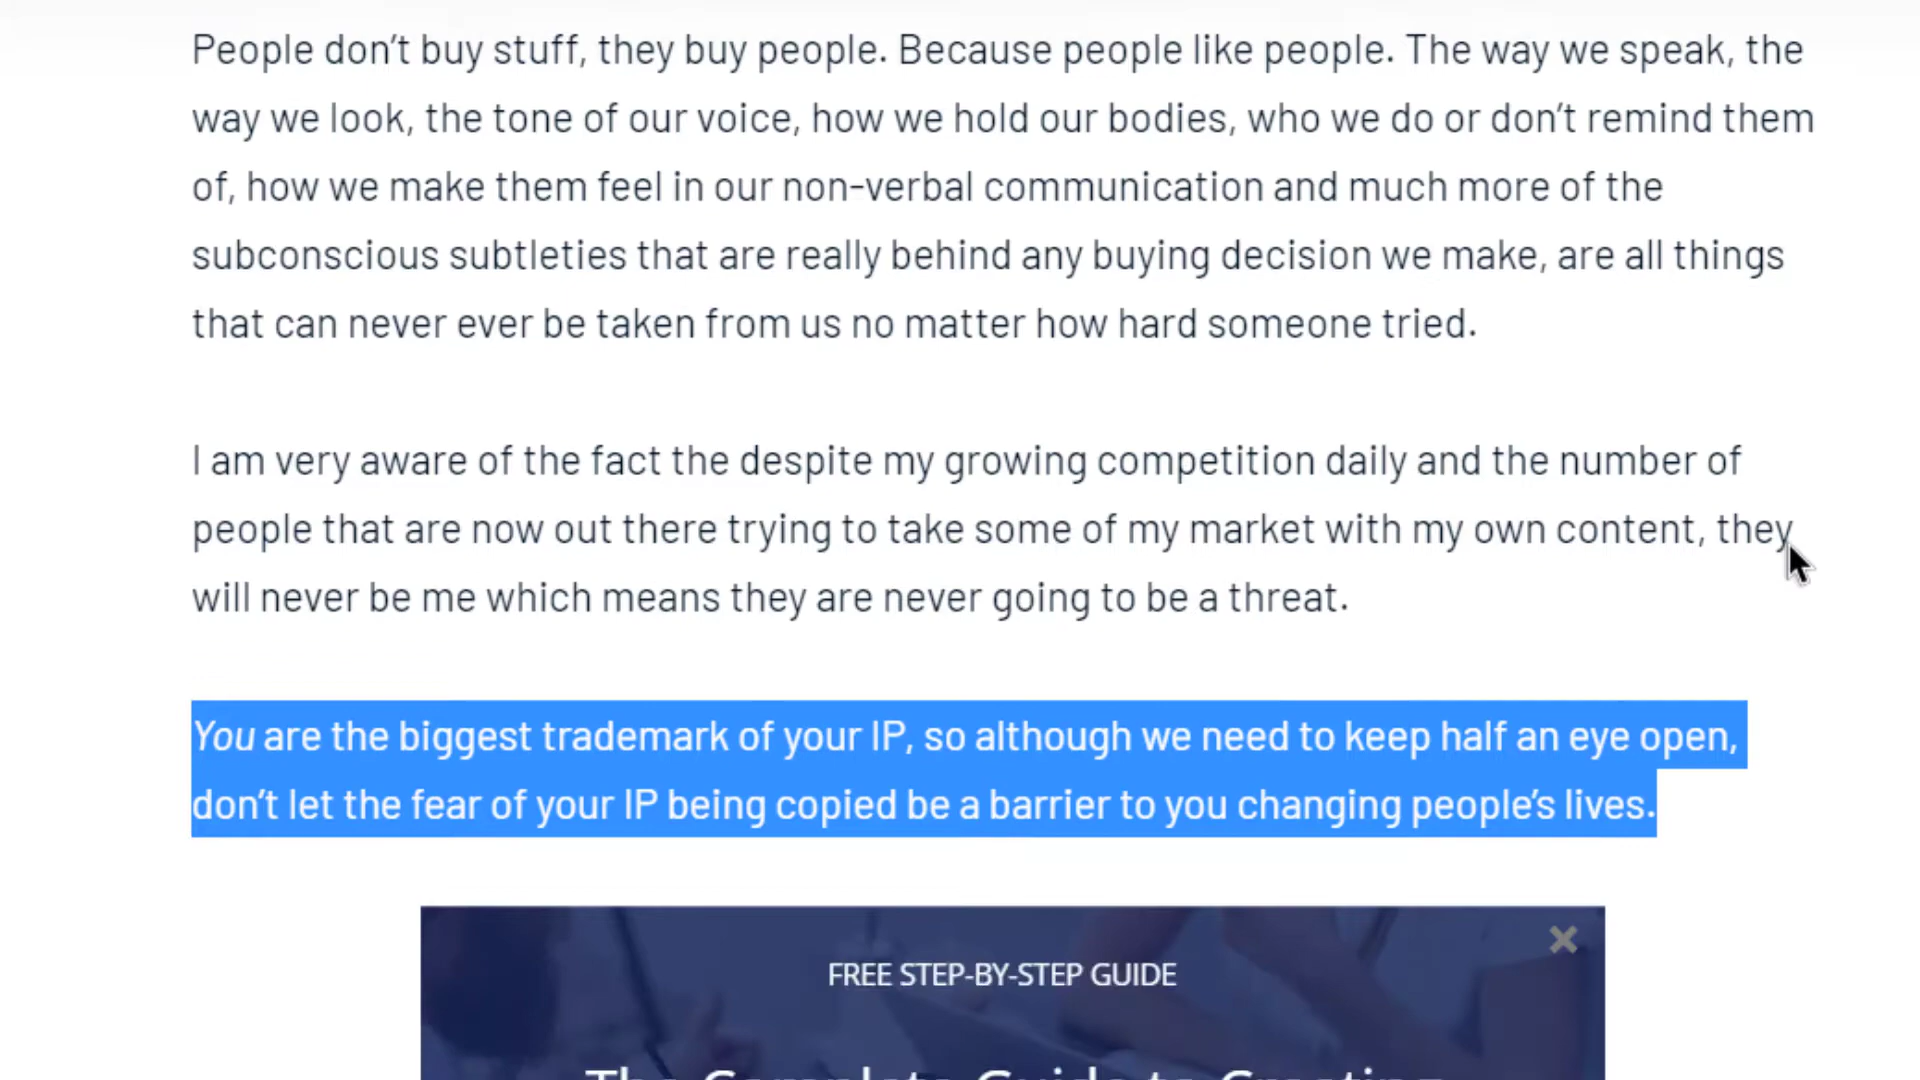 People don’t buy stuff, they buy people. Because people like people. The way we speak, the
way we look, the tone of our voice, how we hold our bodies, who we do or don’t remind them
of, how we make them feel in our non-verbal communication and much more of the
subconscious subtleties that are really behind any buying decision we make, are all things
that can never ever be taken from us no matter how hard someone tried.
I am very aware of the fact the despite my growing competition daily and the number of
people that are now out there trying to take some of my market with my own content, they
will never be me which means they are never going to be a threat.
You are the biggest trademark of your IP, so although we need to keep half an eye open,
don’t let the fear of your IP being copied be a barrier to you changing people’s lives.
FREE STEP-BY-STEP GUIDE
The Complete Guide to Creating